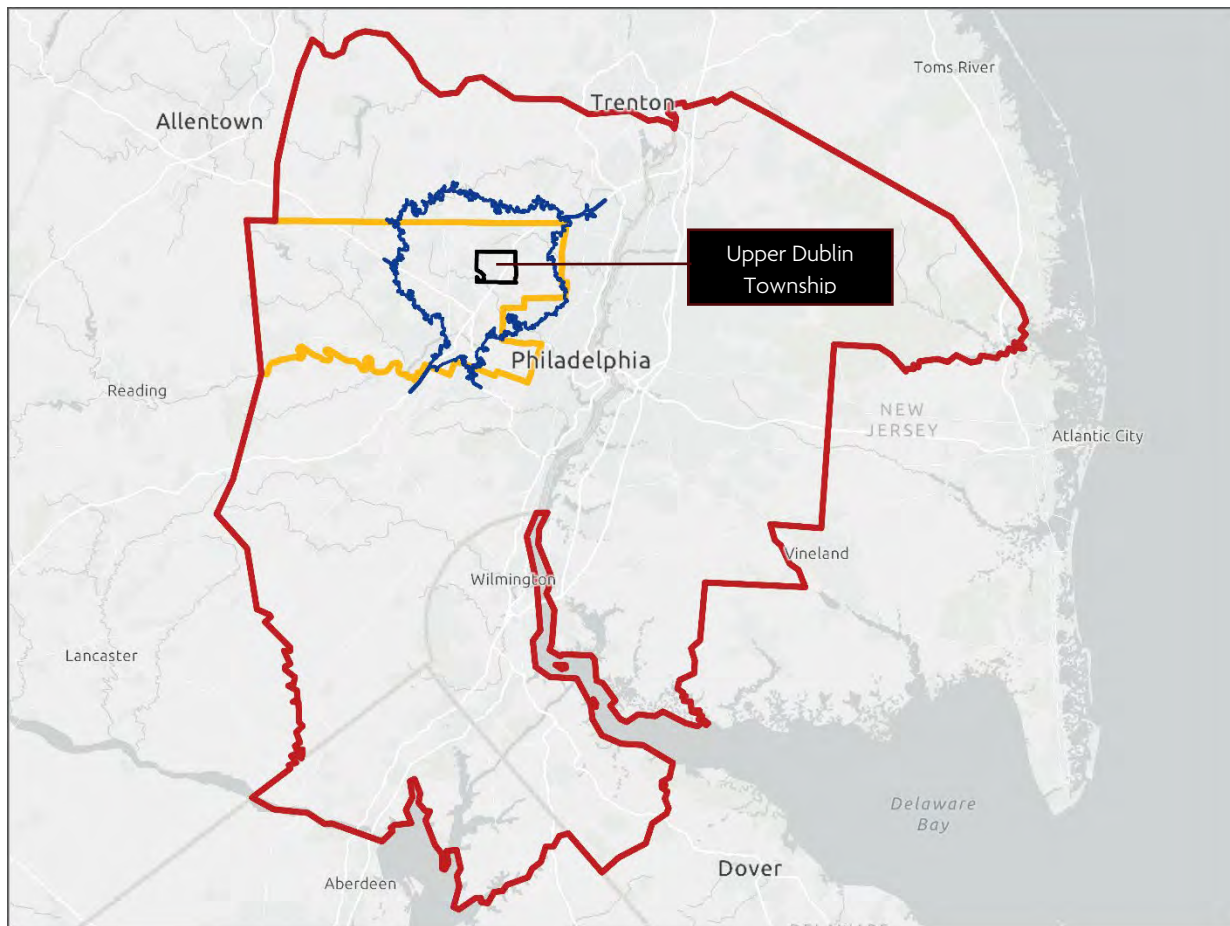 Toms River
Trenton
Allentown
Upper Dublin
Township
Philadelphia
Reading
NEW
JERSEY
Atlantic City
Vineland
Wilmington
Lancaster
Delaware
Bay
Dover
Aberdeen